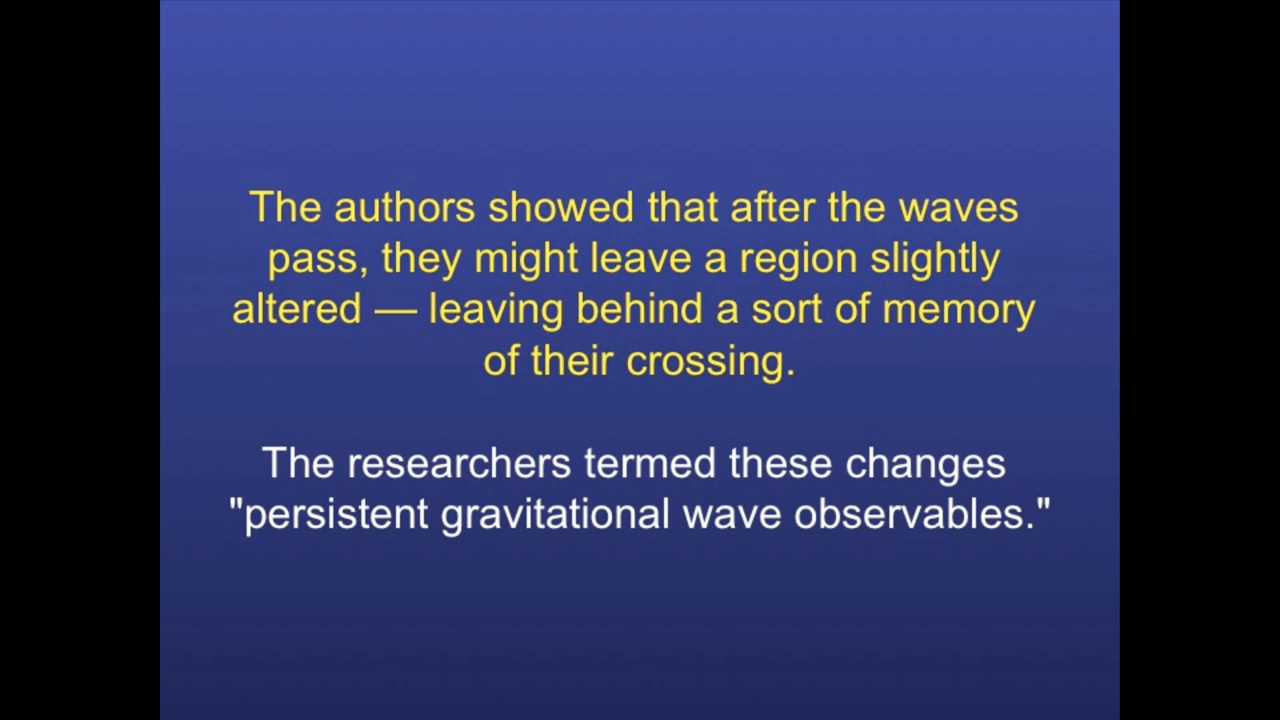 The authors showed that after the waves
pass, they might leave a region slightly
altered — leaving behind a sort of memory
of their crossing.
The researchers termed these changes
"persistent gravitational wave observables."